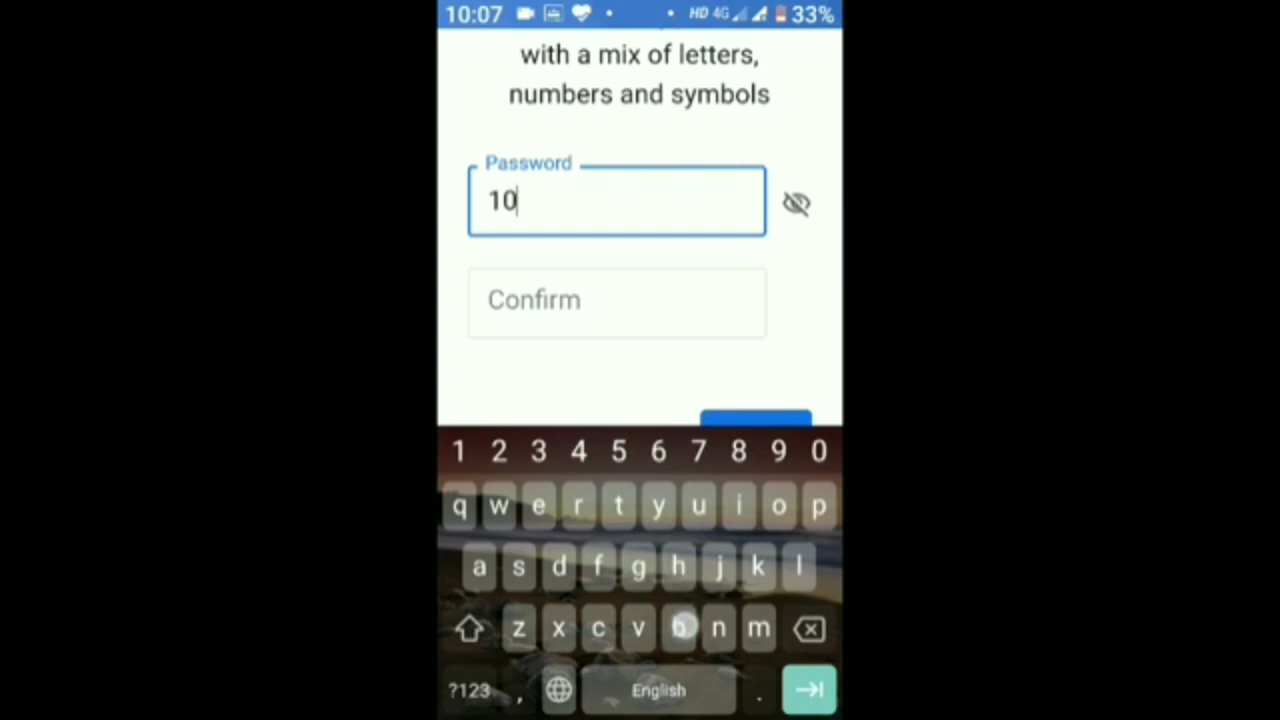 10:07 HD 4G 33%
with a mix of letters,
numbers and symbols
Password
10
Confirm
1 2 3 4 5 6 7 8 9 0
q w e r t y u i o p
a s d f g h j k l
z x c v b n m
?123 , English .